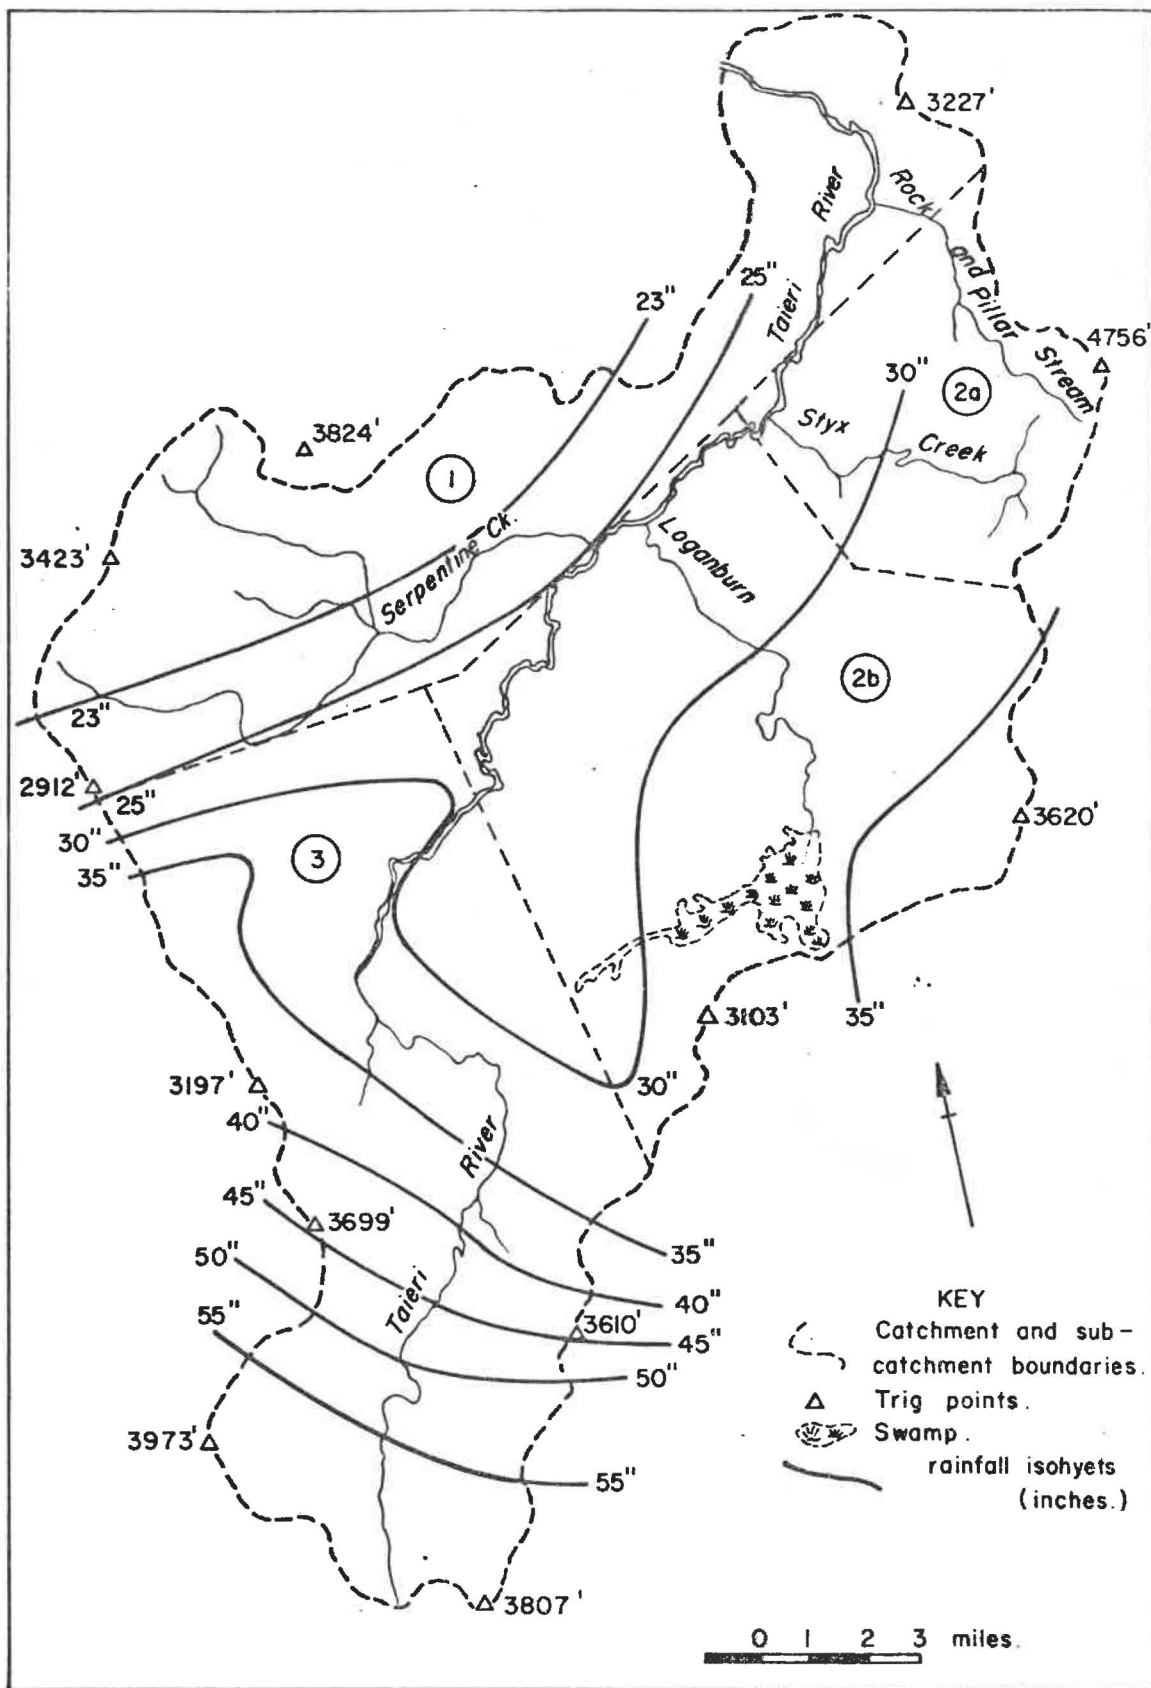 3227'
Rock
and Pillar
Stream
River
Taieri
25"
23"
4756'
30"
2a
Styx
Creek
3824'
1
Serpentine Ck.
Loganburn
3423'
2b
23"
2912'
25"
30"
35"
3
3620'
3103'
35"
3197'
30"
40"
River
45"
3699'
50"
35"
Taieri
40"
55"
3610'
45"
50"
3973'
55"
3807'
KEY
Catchment and sub-
catchment boundaries.
Trig points.
Swamp.
rainfall isohyets
(inches.)
0 1 2 3 miles.